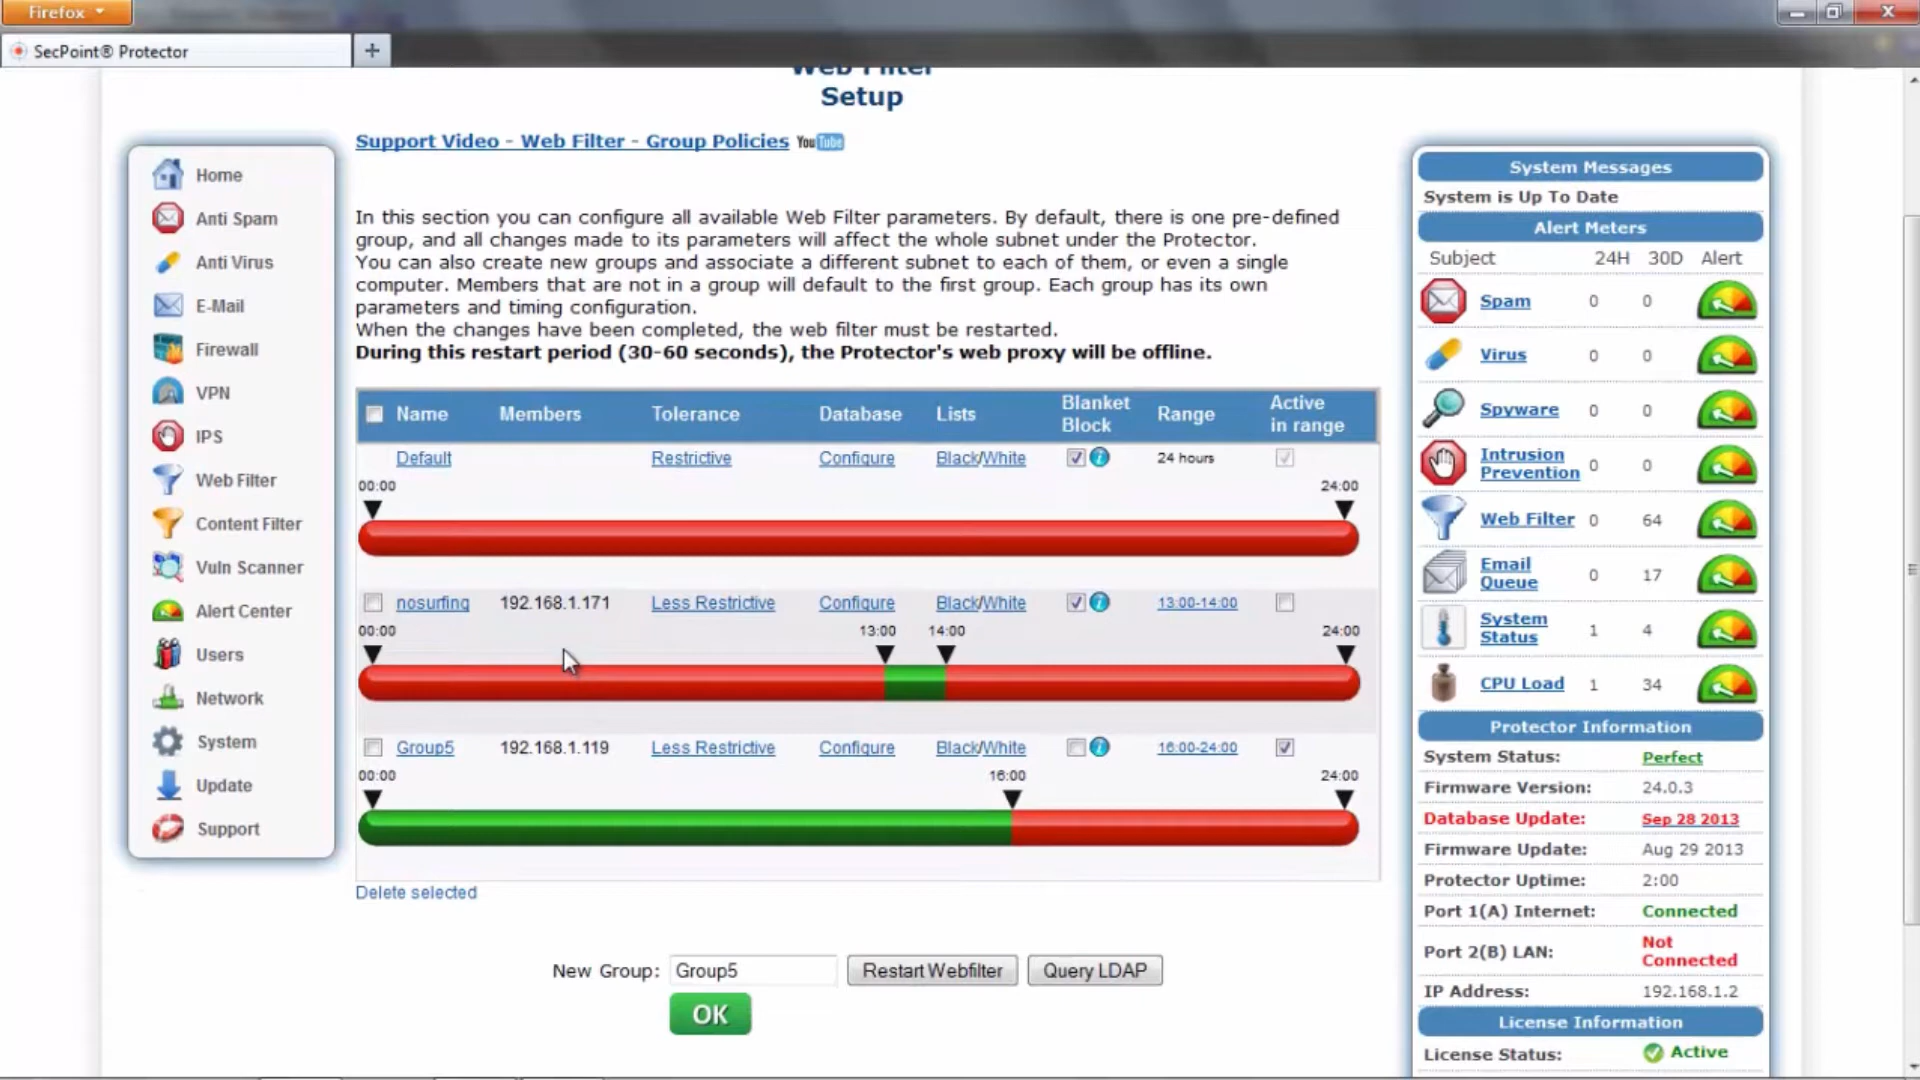 Firefox
SecPoint® Protector
Web Filter
Setup
Support Video - Web Filter - Group Policies YouTube
Home
Anti Spam
Anti Virus
E-Mail
Firewall
VPN
IPS
Web Filter
Content Filter
Vuln Scanner
Alert Center
Users
Network
System
Update
Support
In this section you can configure all available Web Filter parameters. By default, there is one pre-defined
group, and all changes made to its parameters will affect the whole subnet under the Protector.
You can also create new groups and associate a different subnet to each of them, or even a single
computer. Members that are not in a group will default to the first group. Each group has its own
parameters and timing configuration.
When the changes have been completed, the web filter must be restarted.
During this restart period (30-60 seconds), the Protector's web proxy will be offline.
Name Members Tolerance Database Lists Blanket Block Range Active in range
Default Restrictive Configure Black/White 24 hours
00:00 24:00
nosurfing 192.168.1.171 Less Restrictive Configure Black/White 13:00-14:00
00:00 13:00 14:00 24:00
Group5 192.168.1.119 Less Restrictive Configure Black/White 16:00-24:00
00:00 16:00 24:00
Delete selected
New Group: Group5 Restart Webfilter Query LDAP
OK
System Messages
System is Up To Date
Alert Meters
Subject 24H 30D Alert
Spam 0 0
Virus 0 0
Spyware 0 0
Intrusion Prevention 0 0
Web Filter 0 64
Email Queue 0 17
System Status 1 4
CPU Load 1 34
Protector Information
System Status: Perfect
Firmware Version: 24.0.3
Database Update: Sep 28 2013
Firmware Update: Aug 29 2013
Protector Uptime: 2:00
Port 1(A) Internet: Connected
Port 2(B) LAN: Not Connected
IP Address: 192.168.1.2
License Information
License Status: Active